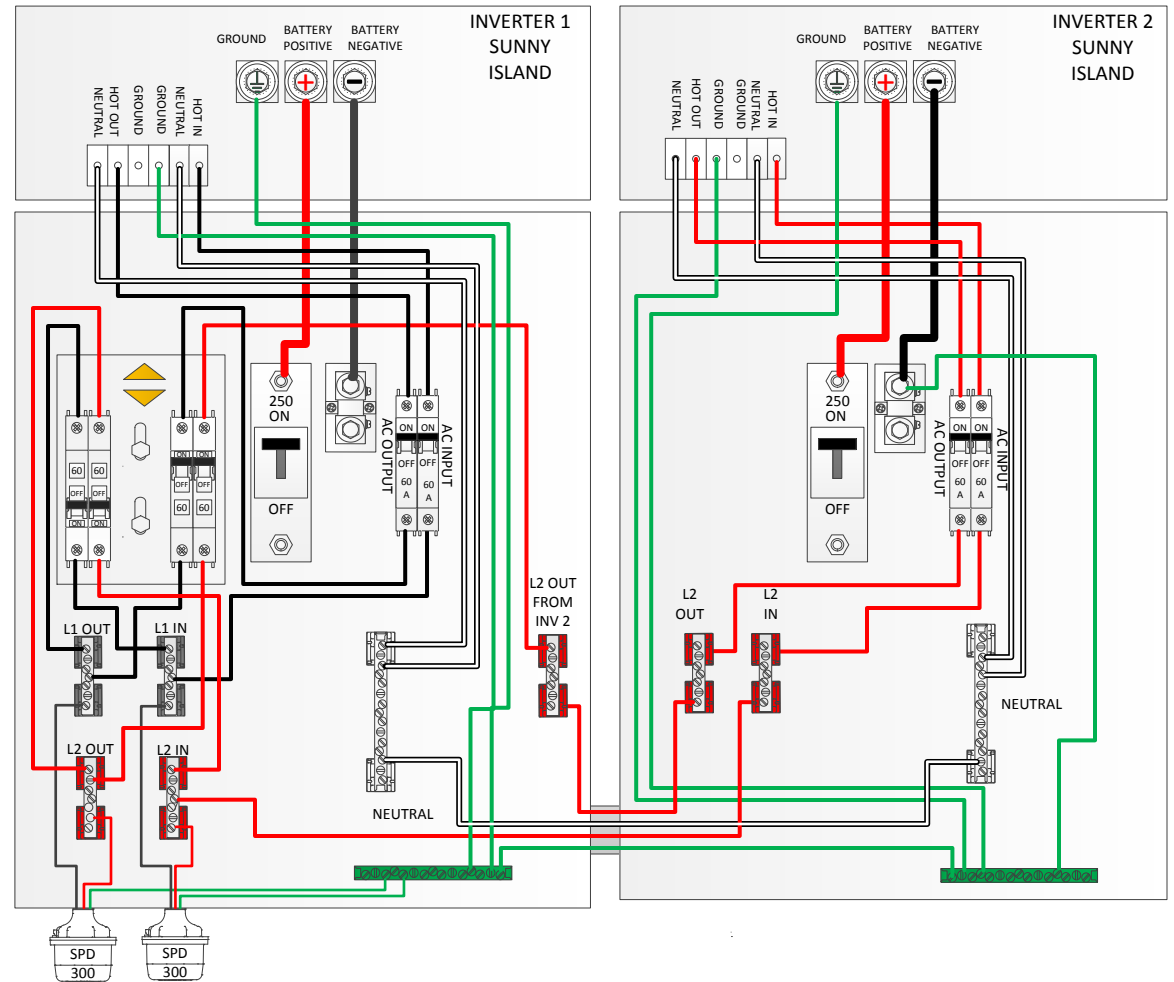 INVERTER 1
SUNNY
ISLAND
GROUND
BATTERY
POSITIVE
BATTERY
NEGATIVE
NEUTRAL
HOT OUT
GROUND
GROUND
NEUTRAL
HOT IN
INVERTER 2
SUNNY
ISLAND
GROUND
BATTERY
POSITIVE
BATTERY
NEGATIVE
NEUTRAL
HOT OUT
GROUND
GROUND
NEUTRAL
HOT IN
60
60
OFF
OFF
ON
ON
ON
ON
OFF
OFF
60
60
250
ON
OFF
AC OUTPUT
ON
ON
OFF
OFF
60
A
60
A
AC INPUT
250
ON
OFF
AC OUTPUT
ON
ON
OFF
OFF
60
A
60
A
AC INPUT
L1 OUT
L1 IN
L2 OUT
FROM
INV 2
L2
OUT
L2
IN
L2 OUT
L2 IN
NEUTRAL
NEUTRAL
SPD
300
SPD
300